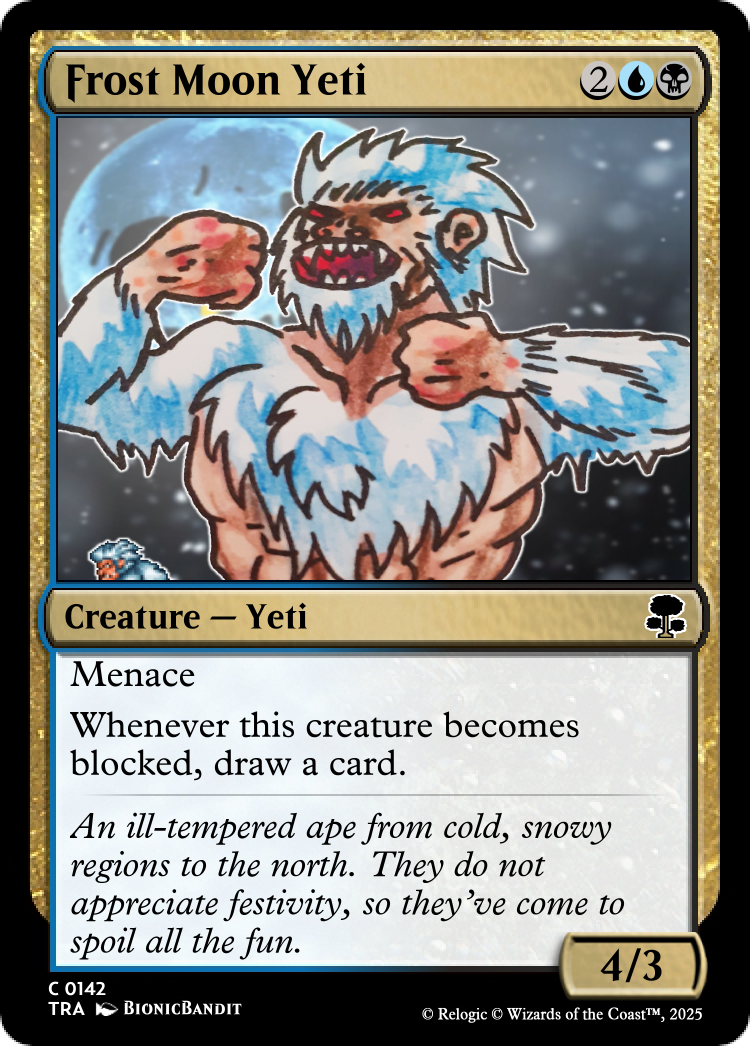 Frost Moon Yeti 2
Creature — Yeti
Menace
Whenever this creature becomes
blocked, draw a card.
An ill-tempered ape from cold, snowy
regions to the north. They do not
appreciate festivity, so they've come to
spoil all the fun.
4/3
C 0142
TRA BionicBandit
© Relogic © Wizards of the Coast™, 2025